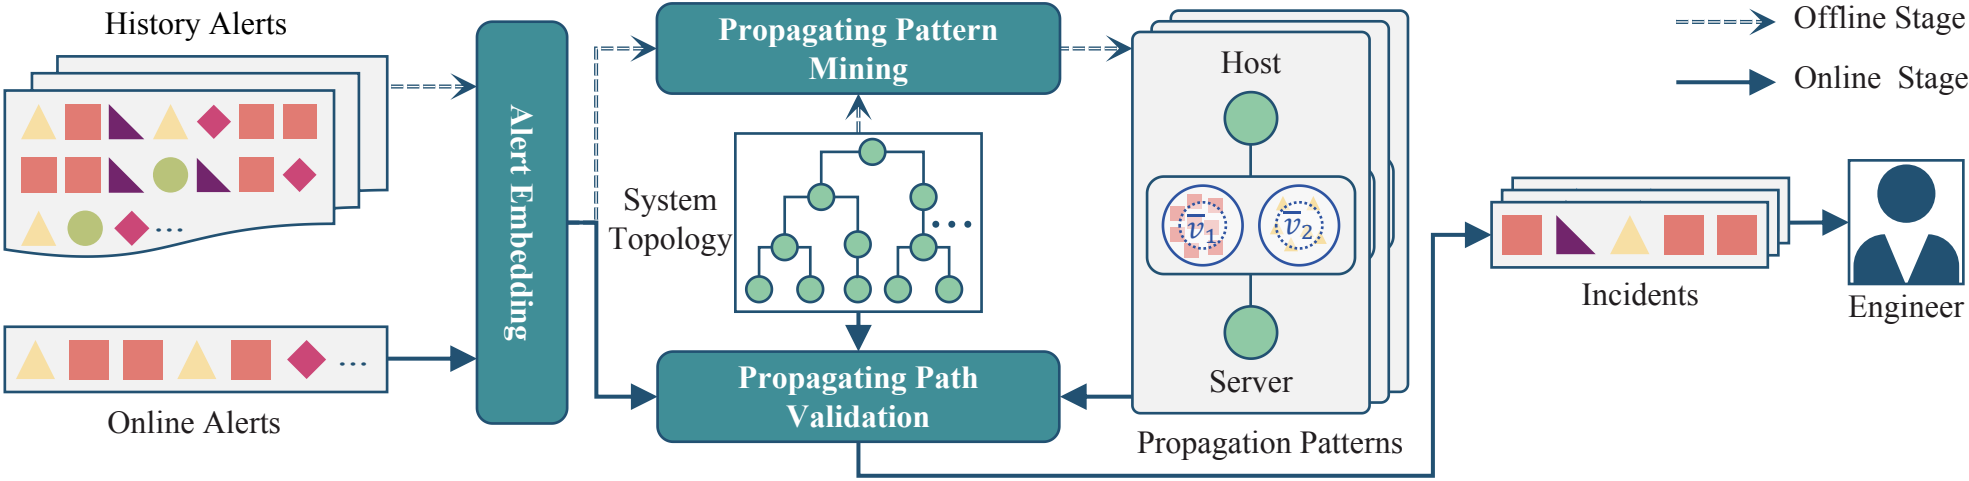 History Alerts
Online Alerts
Alert Embedding
Propagating Pattern
Mining
System
Topology
Propagating Path
Validation
Host
v̅₁
v̅₂
Server
Propagation Patterns
Incidents
Engineer
Offline Stage
Online Stage